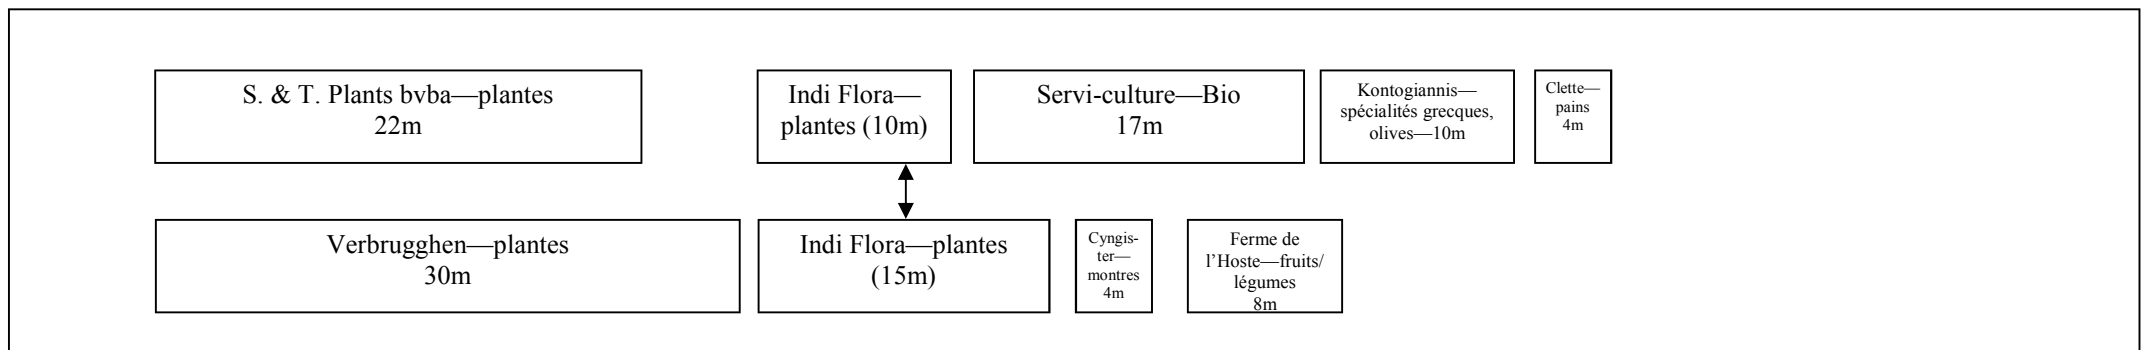 S. & T. Plants bvba—plantes
22m
Indi Flora—
plantes (10m)
Servi-culture—Bio
17m
Kontogiannis—
spécialités grecques,
olives—10m
Clette—
pains
4m
Verbrugghen—plantes
30m
Indi Flora—plantes
(15m)
Cyngis-
ter—
montres
4m
Ferme de
l’Hoste—fruits/
légumes
8m